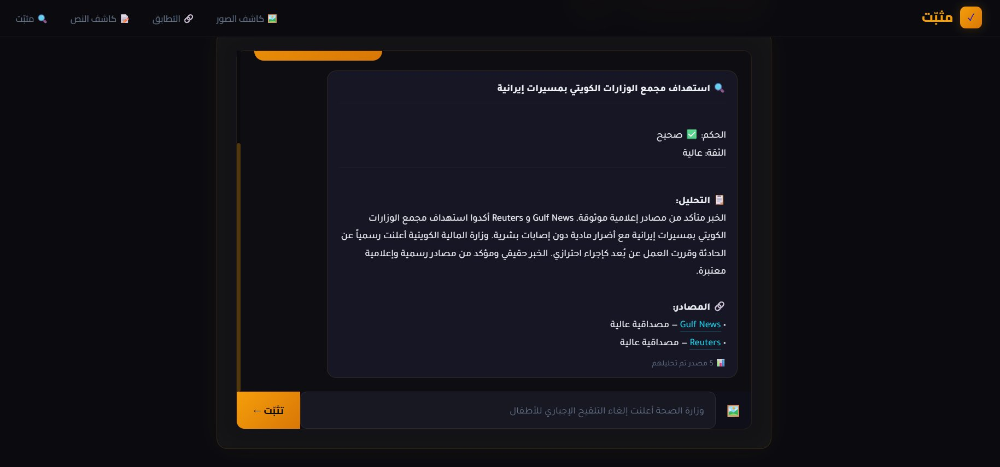 ✓ مثبّت
🖼️ كاشف الصور
🔗 التطابق
📝 كاشف النص
🔍 مثبّت
🔍 استهداف مجمع الوزارات الكويتي بمسيرات إيرانية
الحكم: ✅ صحيح
الثقة: عالية
📋 التحليل:
الخبر متأكد من مصادر إعلامية موثوقة. Gulf News و Reuters أكدوا استهداف مجمع الوزارات
الكويتي بمسيرات إيرانية مع أضرار مادية دون إصابات بشرية. وزارة المالية الكويتية أعلنت رسمياً عن
الحادثة وقررت العمل عن بُعد كإجراء احترازي. الخبر حقيقي ومؤكد من مصادر رسمية وإعلامية
معتبرة.
🔗 المصادر:
• Gulf News – مصداقية عالية
• Reuters – مصداقية عالية
📊 5 مصدر تم تحليلهم
وزارة الصحة أعلنت إلغاء التلقيح الإجباري للأطفال
تثبّت ←